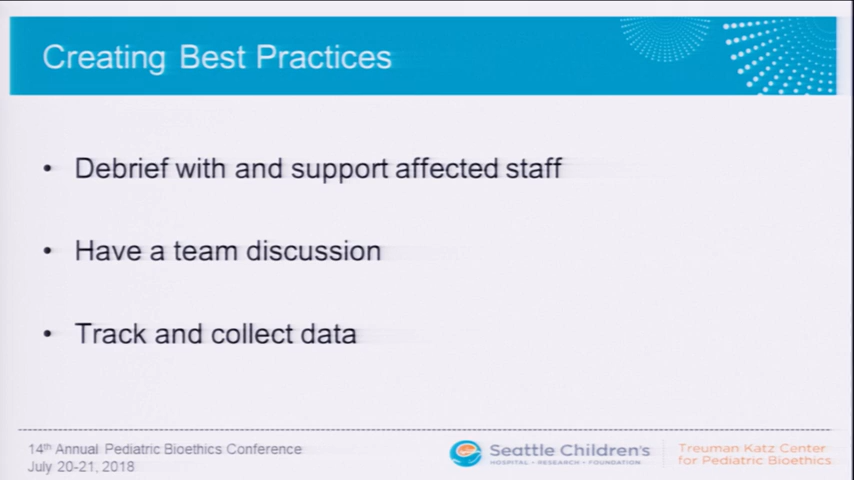 Creating Best Practices
• Debrief with and support affected staff
• Have a team discussion
• Track and collect data
14th Annual Pediatric Bioethics Conference
July 20-21, 2018
Seattle Children's
HOSPITAL • RESEARCH • FOUNDATION
Treuman Katz Center
for Pediatric Bioethics